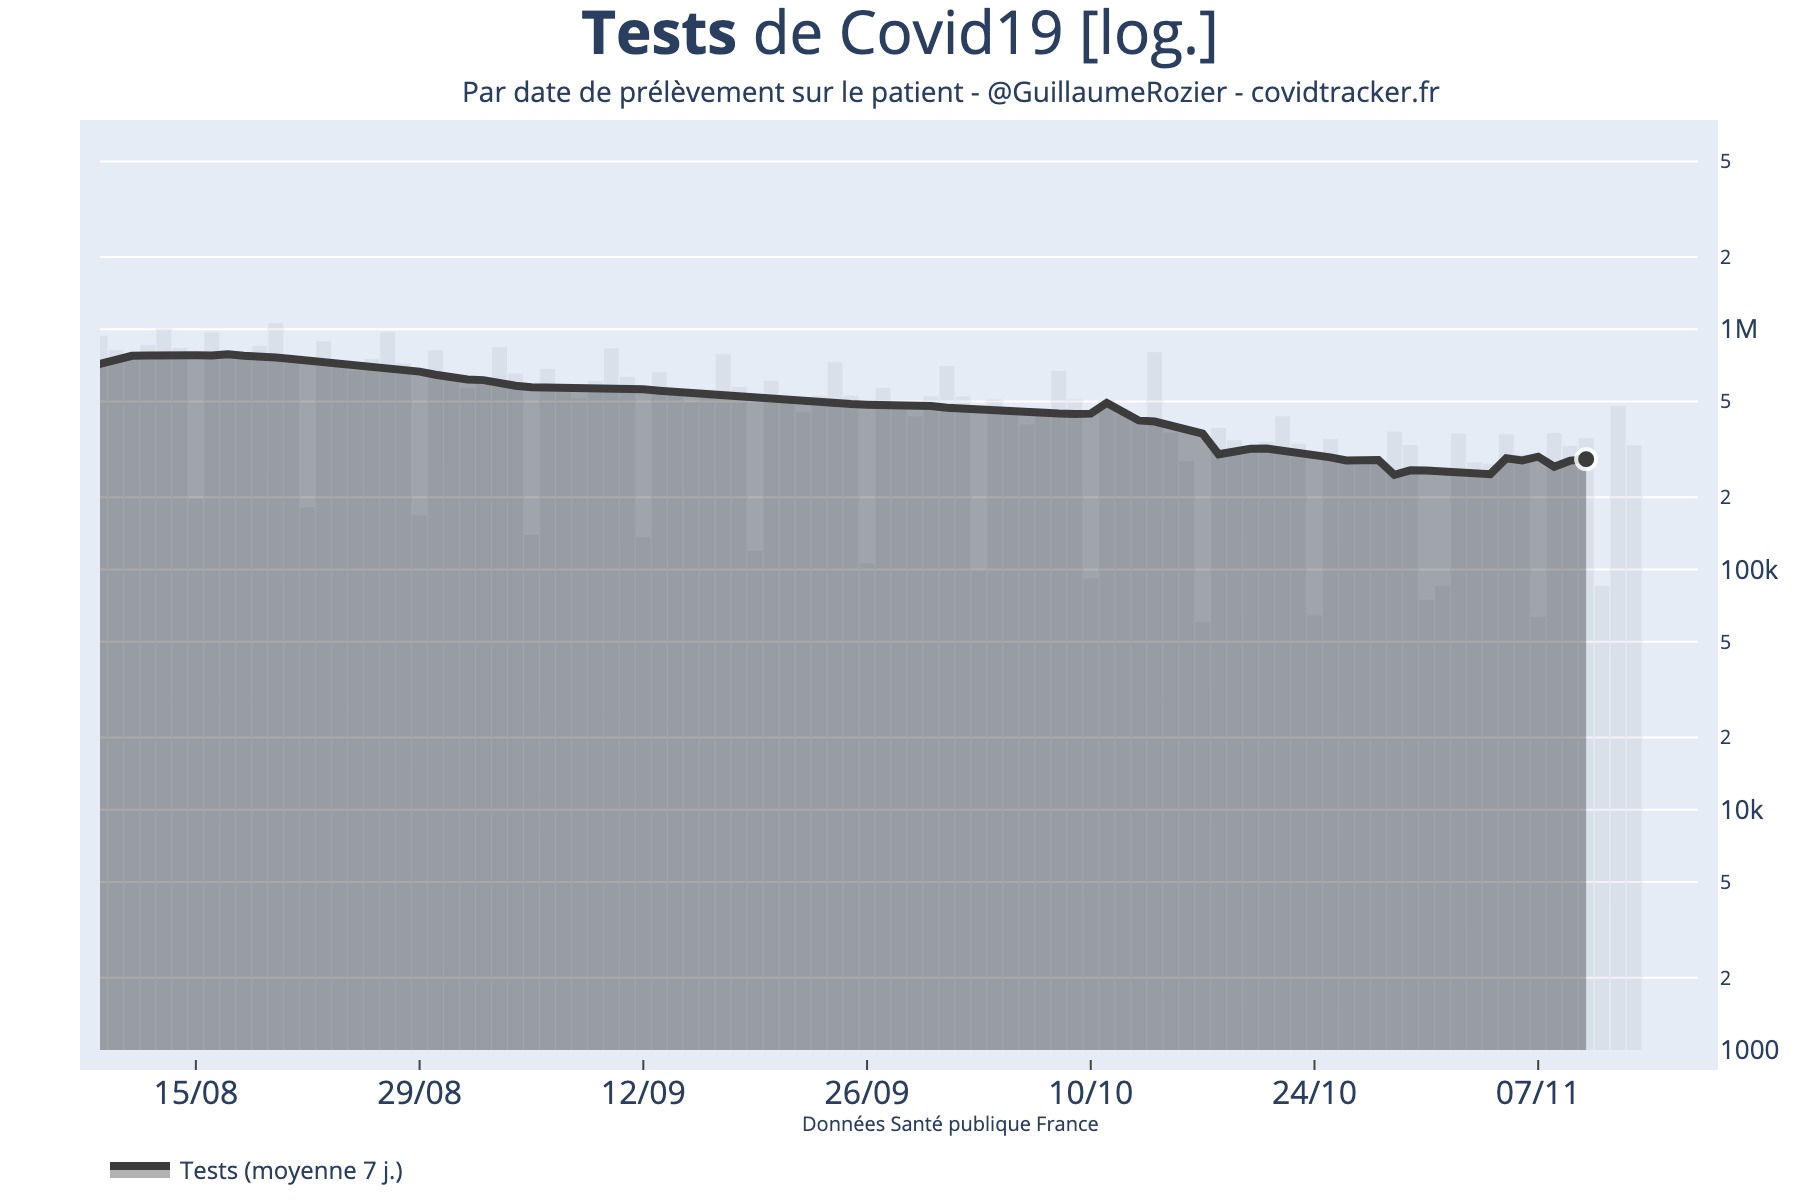 Tests de Covid19 [log.]
Par date de prélèvement sur le patient - @GuillaumeRozier - covidtracker.fr
5
2
1M
5
2
100k
5
2
10k
5
2
1000
15/08 29/08 12/09 26/09 10/10 24/10 07/11
Données Santé publique France
Tests (moyenne 7 j.)